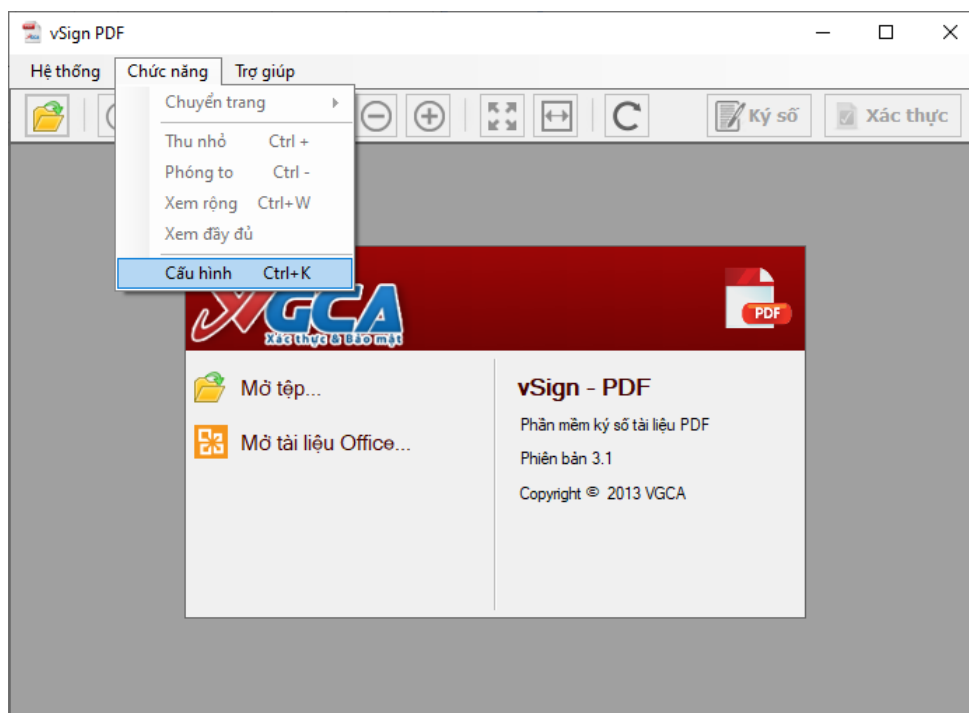 vSign PDF
Hệ thống Chức năng Trợ giúp
Chuyển trang
Thu nhỏ Ctrl +
Phóng to Ctrl -
Xem rộng Ctrl+W
Xem đầy đủ
Cấu hình Ctrl+K
Ký số Xác thực
VGCA
Xác thực & Bảo mật
PDF
Mở tệp...
Mở tài liệu Office...
vSign - PDF
Phần mềm ký số tài liệu PDF
Phiên bản 3.1
Copyright © 2013 VGCA